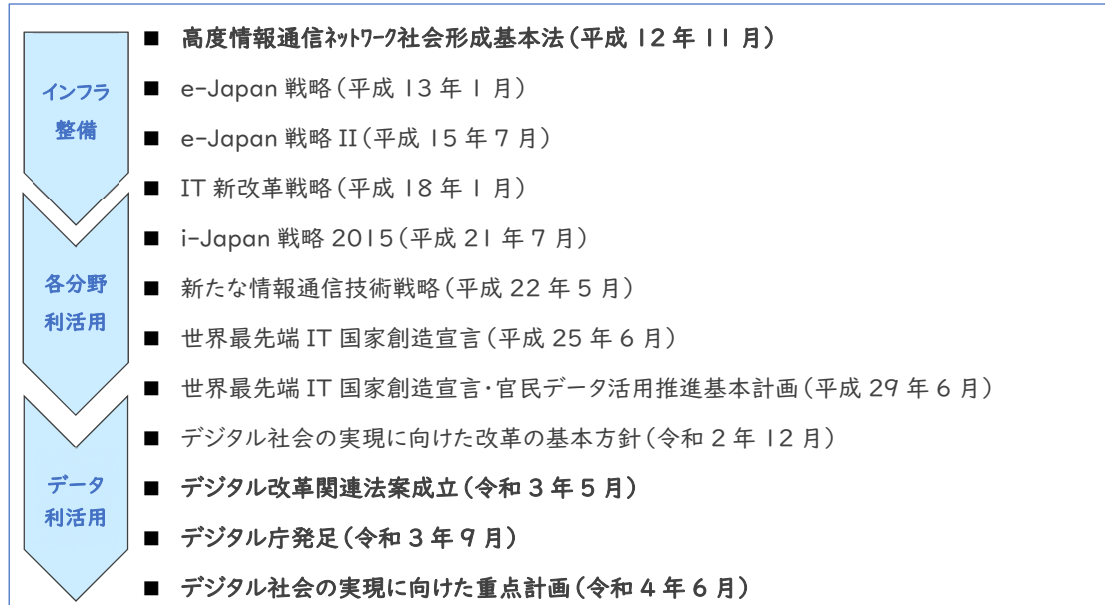 インフラ
整備
各分野
利活用
データ
利活用
■ 高度情報通信ﾈｯﾄﾜｰｸ社会形成基本法(平成 12 年 11 月)
■ e-Japan 戦略(平成 13 年 1 月)
■ e-Japan 戦略 II(平成 15 年 7 月)
■ IT 新改革戦略(平成 18 年 1 月)
■ i-Japan 戦略 2015(平成 21 年 7 月)
■ 新たな情報通信技術戦略(平成 22 年 5 月)
■ 世界最先端 IT 国家創造宣言(平成 25 年 6 月)
■ 世界最先端 IT 国家創造宣言・官民データ活用推進基本計画(平成 29 年 6 月)
■ デジタル社会の実現に向けた改革の基本方針(令和 2 年 12 月)
■ デジタル改革関連法案成立(令和 3 年 5 月)
■ デジタル庁発足(令和 3 年 9 月)
■ デジタル社会の実現に向けた重点計画(令和 4 年 6 月)